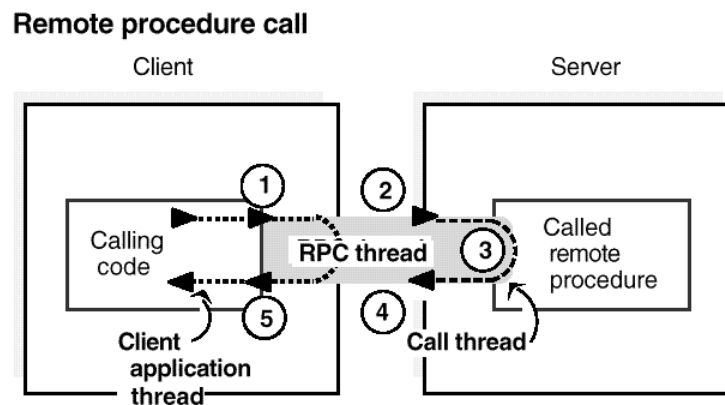 Remote procedure call
Client
Server
1
2
Calling
code
RPC thread
3
Called
remote
procedure
5
4
Client
application
thread
Call thread